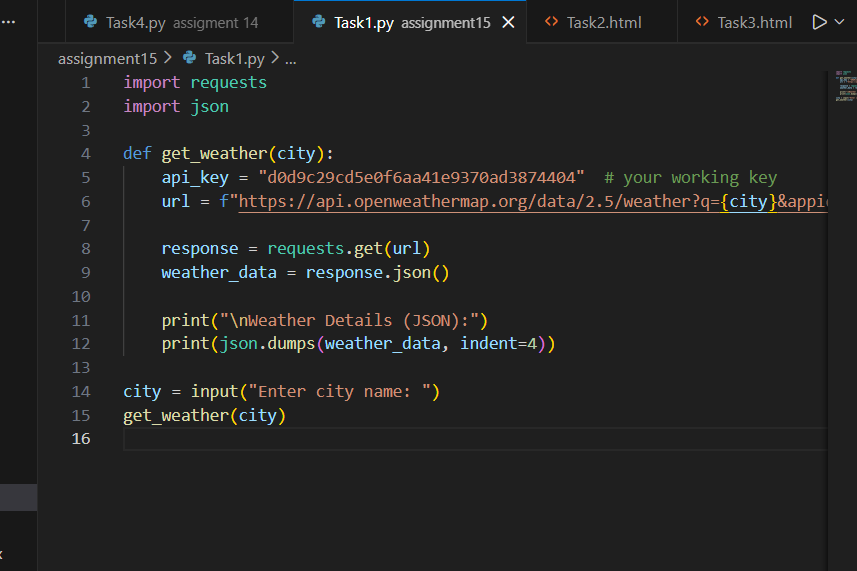 ... Task4.py assigment 14 Task1.py assignment15 Task2.html Task3.html
assignment15 > Task1.py > ...
1 import requests
2 import json
3
4 def get_weather(city):
5 api_key = "d0d9c29cd5e0f6aa41e9370ad3874404" # your working key
6 url = f"https://api.openweathermap.org/data/2.5/weather?q={city}&appi
7
8 response = requests.get(url)
9 weather_data = response.json()
10
11 print("\nWeather Details (JSON):")
12 print(json.dumps(weather_data, indent=4))
13
14 city = input("Enter city name: ")
15 get_weather(city)
16